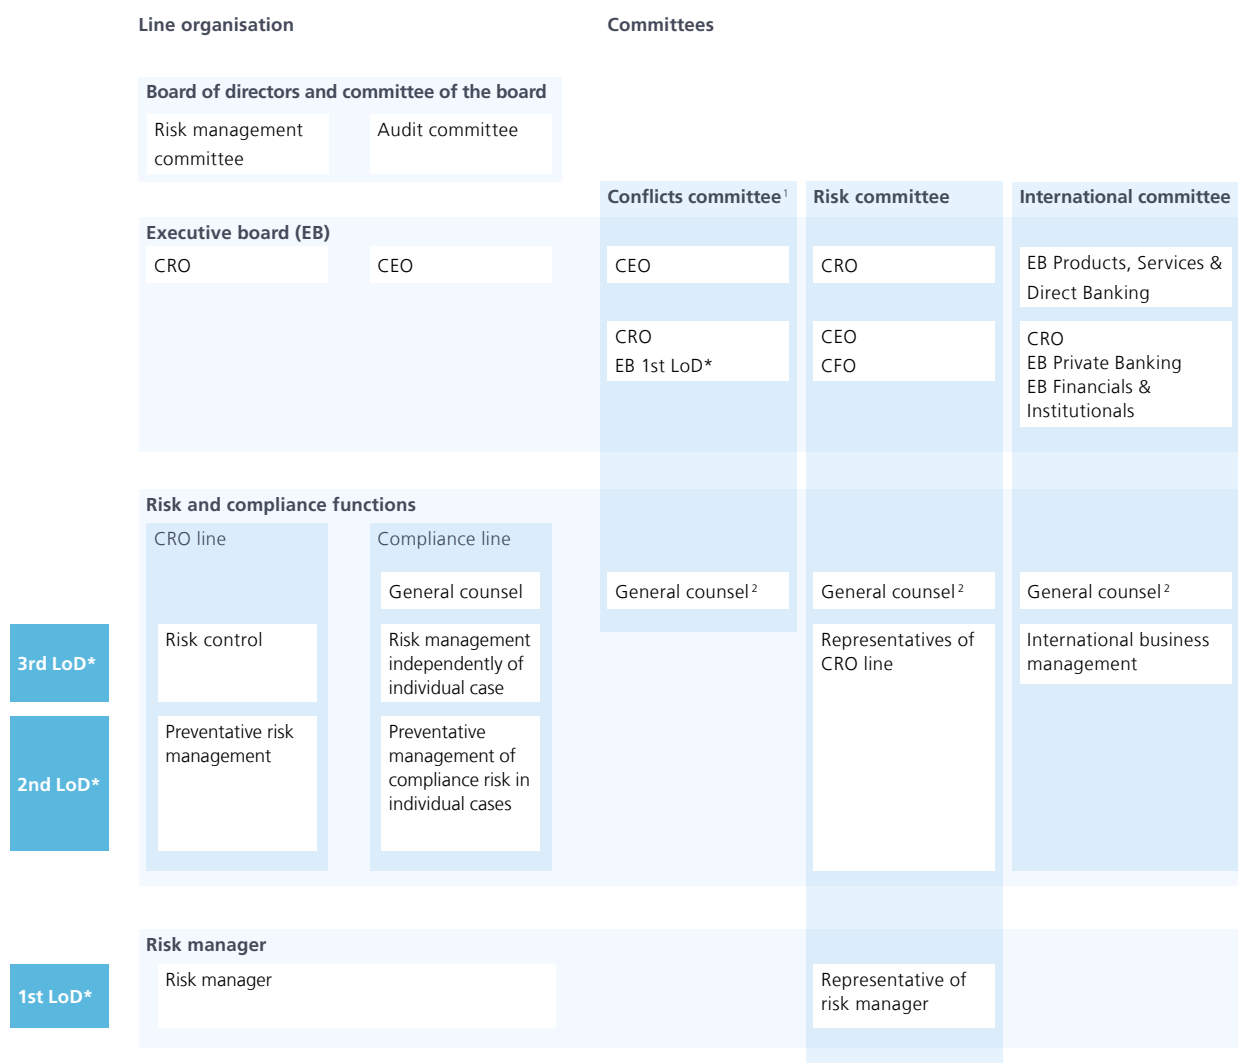 Line organisation
Committees
Board of directors and committee of the board
Risk management
committee
Audit committee
Conflicts committee¹
Risk committee
International committee
Executive board (EB)
CRO
CEO
CEO
CRO
EB Products, Services &
Direct Banking
CRO
EB 1st LoD*
CEO
CFO
CRO
EB Private Banking
EB Financials &
Institutionals
Risk and compliance functions
CRO line
Compliance line
General counsel
General counsel²
General counsel²
General counsel²
3rd LoD*
Risk control
Risk management
independently of
individual case
Representatives of
CRO line
International business
management
2nd LoD*
Preventative risk
management
Preventative
management of
compliance risk in
individual cases
Risk manager
1st LoD*
Risk manager
Representative of
risk manager